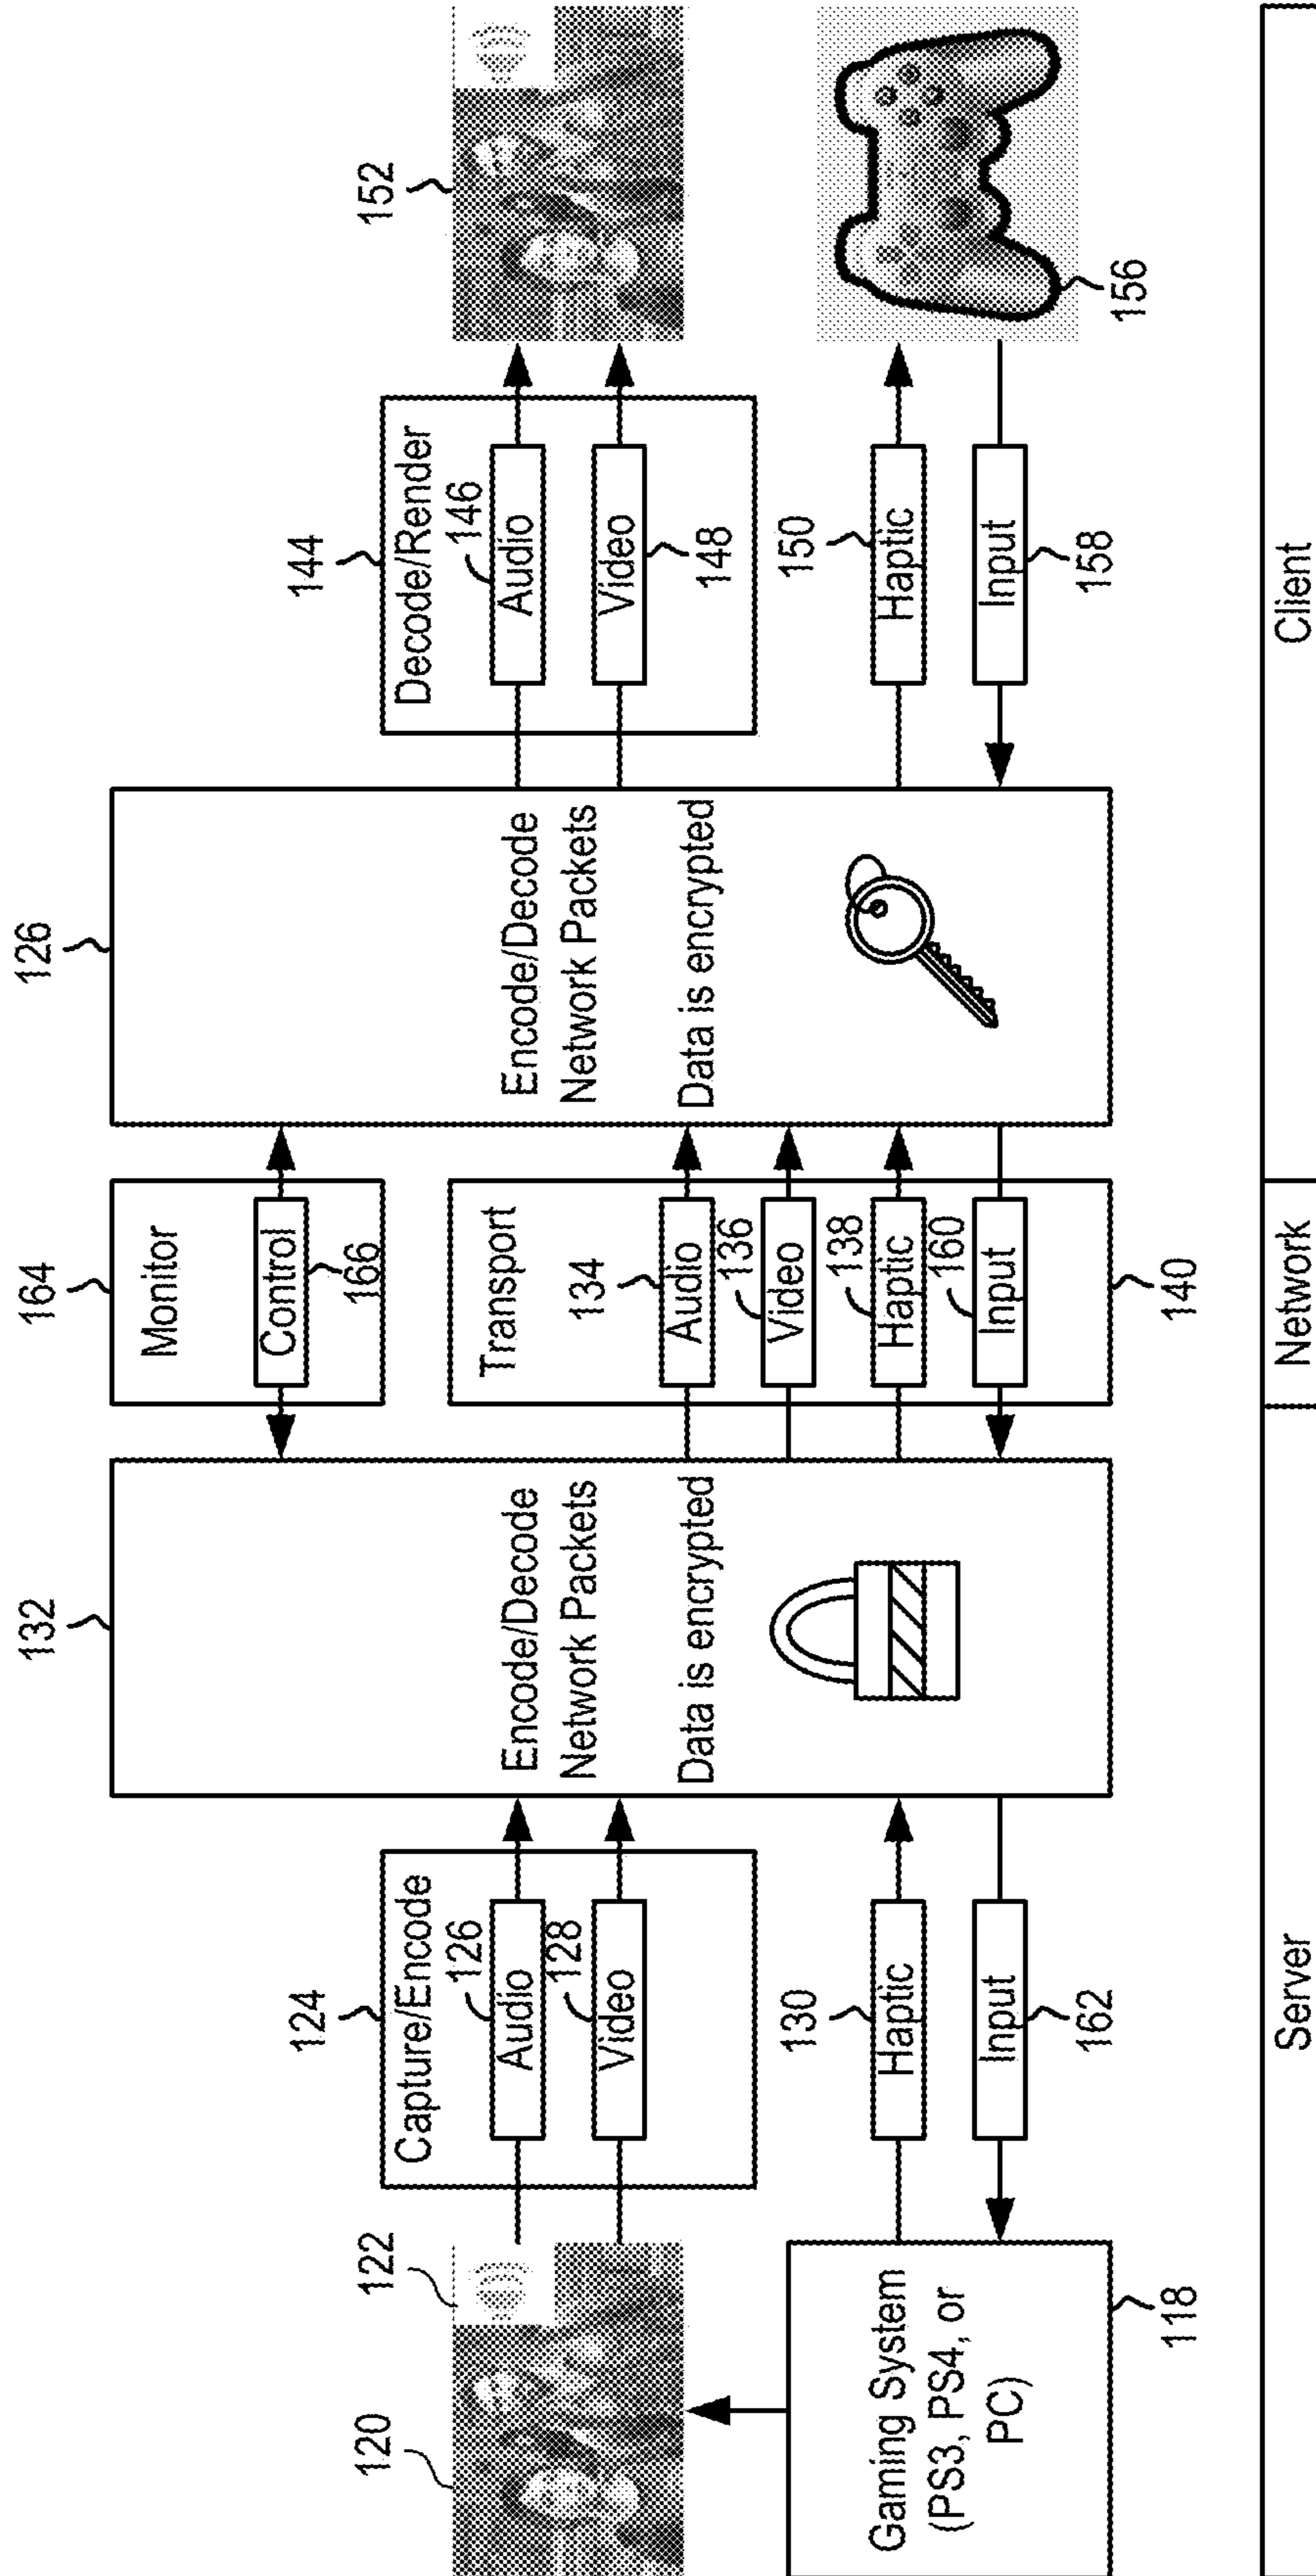 120
122
124
Capture/Encode
126
Audio
128
Video
130
Haptic
Input
162
Gaming System
(PS3, PS4, or
PC)
118
132
Encode/Decode
Network Packets
Data is encrypted
164
Monitor
Control
166
Transport
134
Audio
136
Video
138
Haptic
160
Input
140
126
Encode/Decode
Network Packets
Data is encrypted
144
Decode/Render
146
Audio
Video
148
150
Haptic
Input
158
152
156
Server
Network
Client